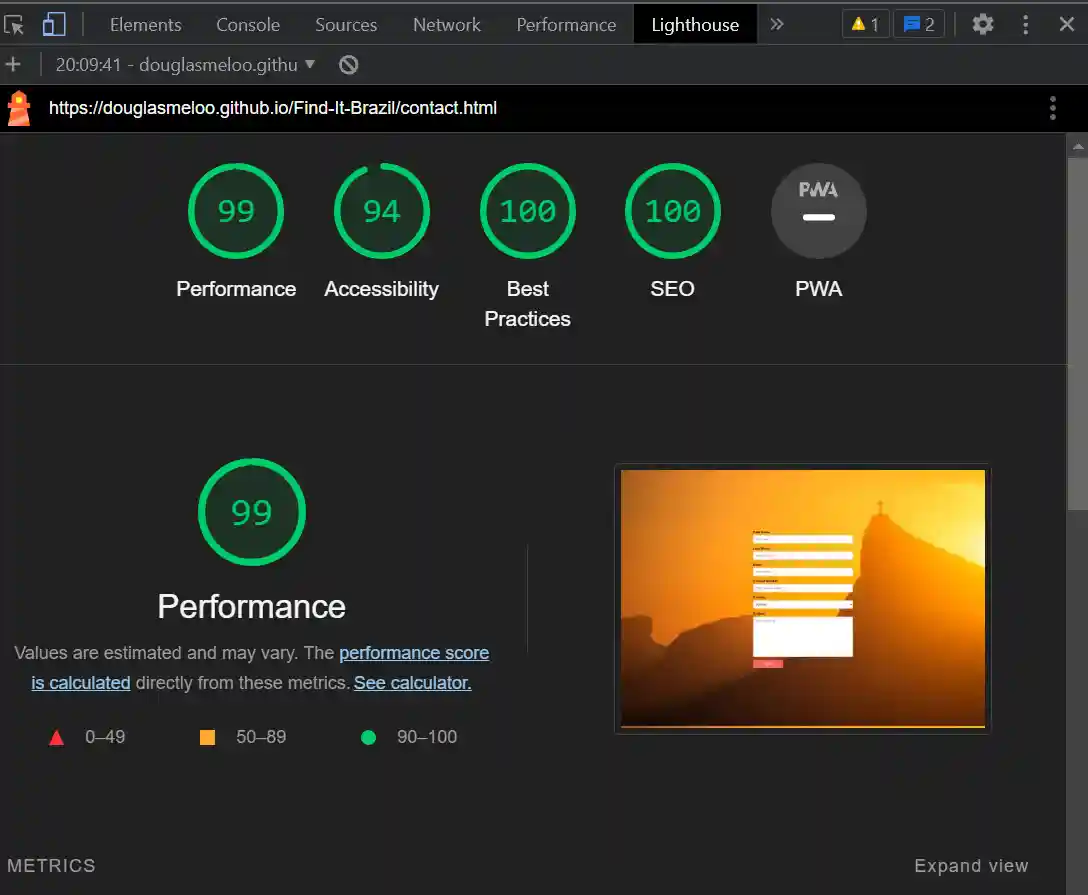 Elements Console Sources Network Performance Lighthouse 1 2
20:09:41 - douglasmeloo.githu
https://douglasmeloo.github.io/Find-It-Brazil/contact.html
99 94 100 100 PWA
Performance Accessibility Best Practices SEO PWA
99
Performance
Values are estimated and may vary. The performance score
is calculated directly from these metrics. See calculator.
0–49 50–89 90–100
METRICS Expand view